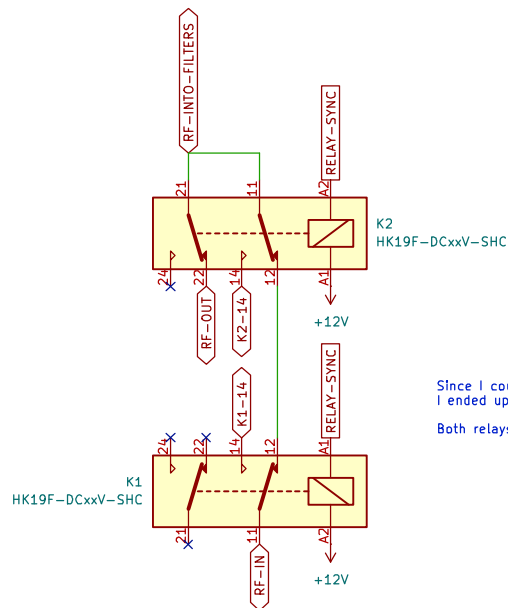 RF-INTO-FILTERS
RELAY-SYNC
21
11
A2
K2
HK19F-DCxxV-SHC
24
22
14
12
A1
RF-OUT
K2-14
+12V
RELAY-SYNC
K1-14
Since I cou
I ended up
Both relays
24
22
14
12
A1
K1
HK19F-DCxxV-SHC
21
11
A2
RF-IN
+12V